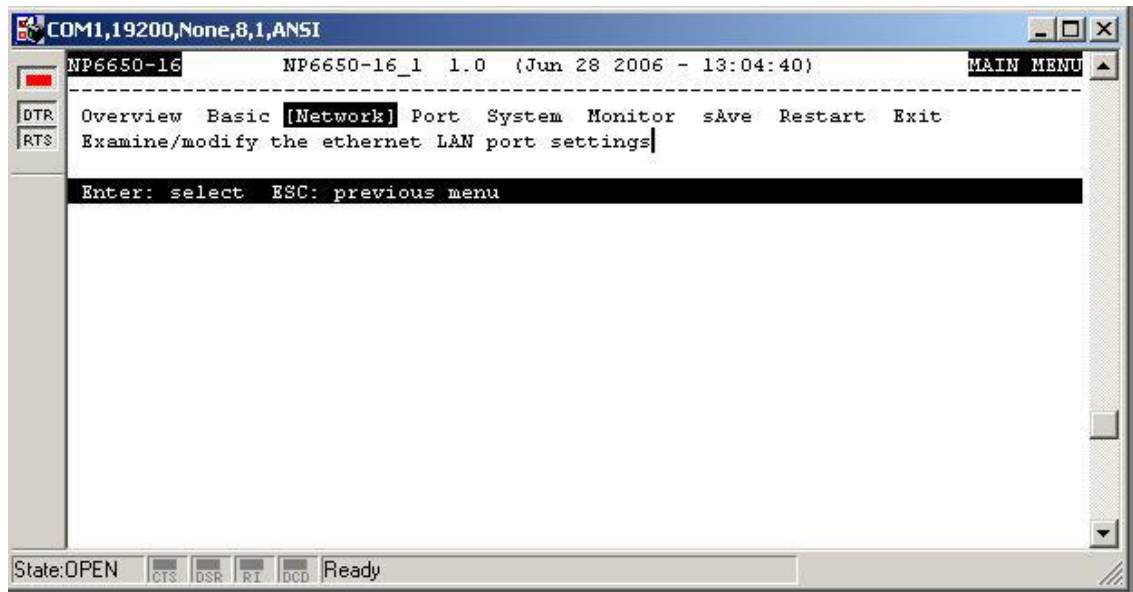 COM1,19200,None,8,1,ANSI
NP6650-16 NP6650-16_1 1.0 (Jun 28 2006 - 13:04:40) MAIN MENU
------------------------------------------------------------------------------
DTR Overview Basic [Network] Port System Monitor sAve Restart Exit
RTS Examine/modify the ethernet LAN port settings
Enter: select ESC: previous menu
State:OPEN CTS DSR RI DCD Ready